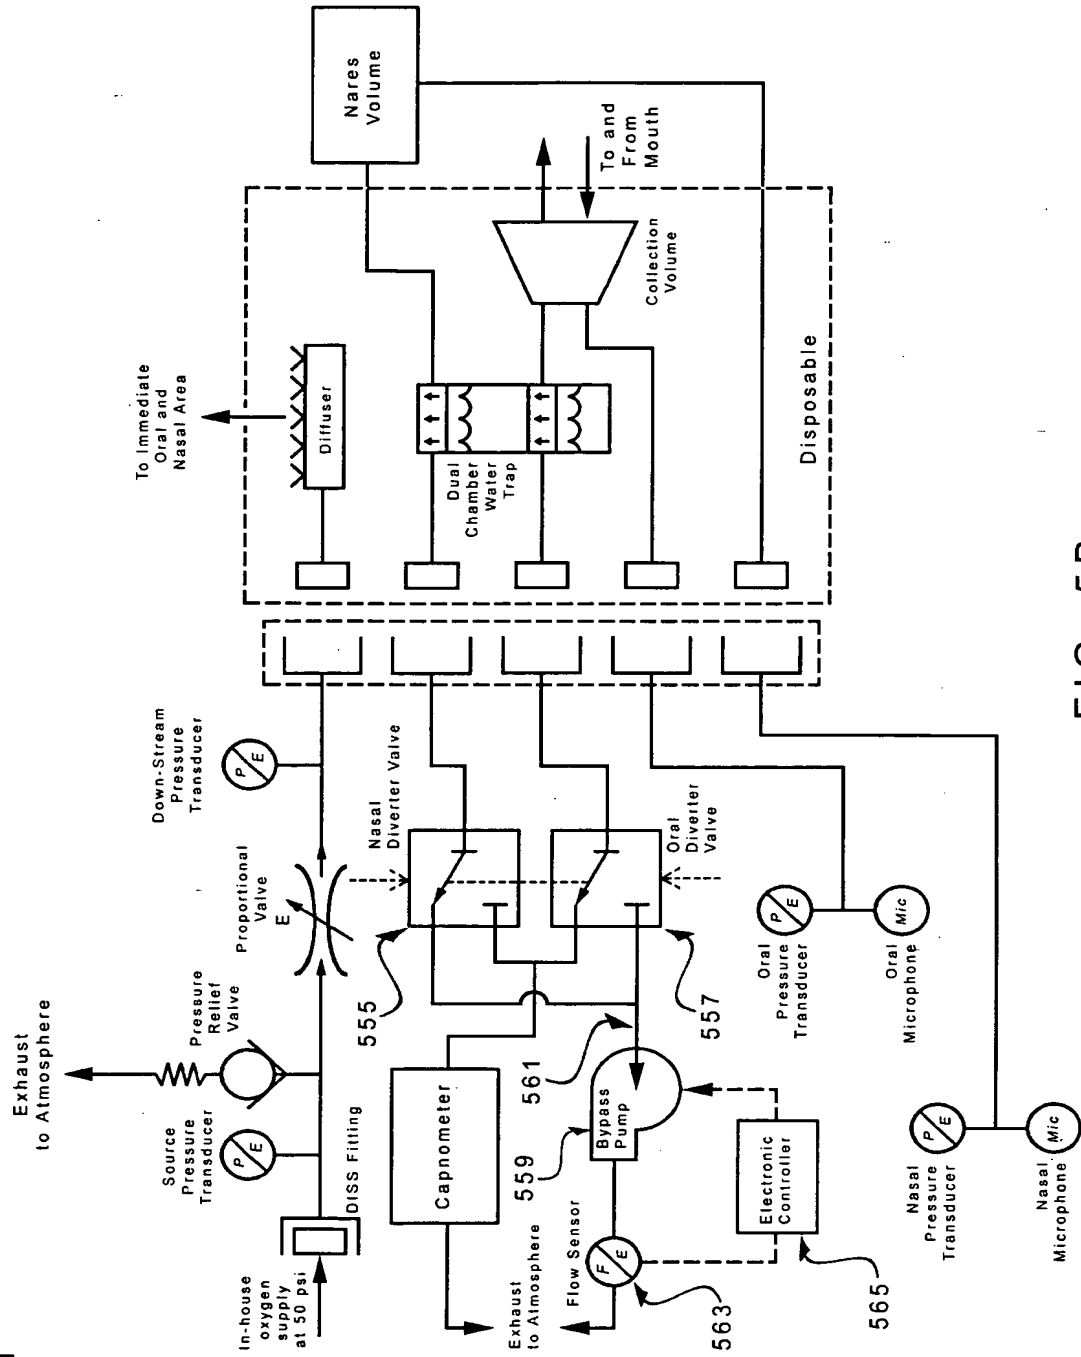 Exhaust
to Atmosphere
In-house
oxygen
supply
at 50 psi
DISS Fitting
Source
Pressure
Transducer
P
E
Pressure
Relief
Valve
Proportional
Valve
E
Down-Stream
Pressure
Transducer
P
E
To Immediate
Oral and
Nasal Area
Diffuser
Nares
Volume
Nasal
Diverter Valve
555
Oral
Diverter
Valve
557
Dual
Chamber
Water
Trap
To and
From
Mouth
Collection
Volume
Disposable
Capnometer
Exhaust
to Atmosphere
559
Bypass
Pump
561
Flow Sensor
F
E
563
Electronic
Controller
565
Oral
Pressure
Transducer
P
E
Mic
Oral
Microphone
Nasal
Pressure
Transducer
P
E
Mic
Nasal
Microphone